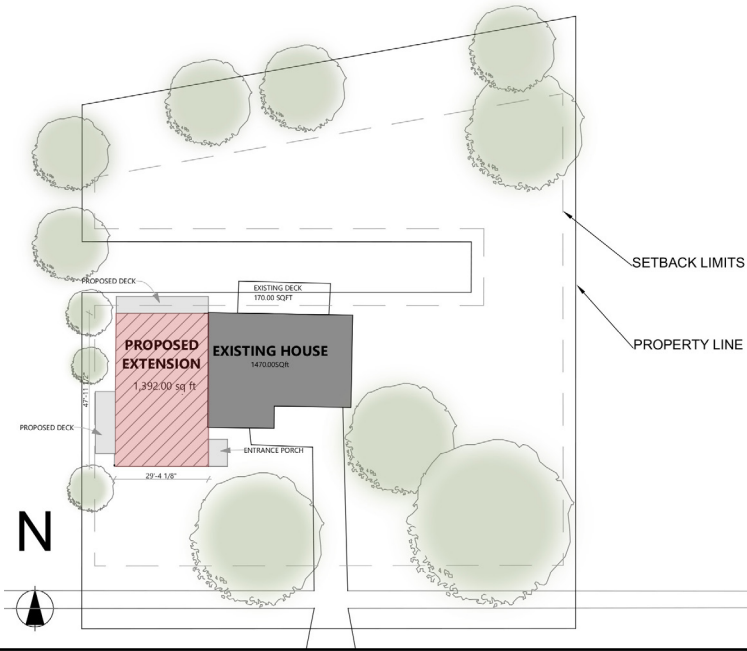 SETBACK LIMITS
PROPOSED DECK
EXISTING DECK
170.00 SQFT
PROPERTY LINE
PROPOSED
EXTENSION
1,392.00 sq ft
EXISTING HOUSE
1470.00SQR
PROPOSED DECK
ENTRANCE PORCH
29'-4 1/8"
N